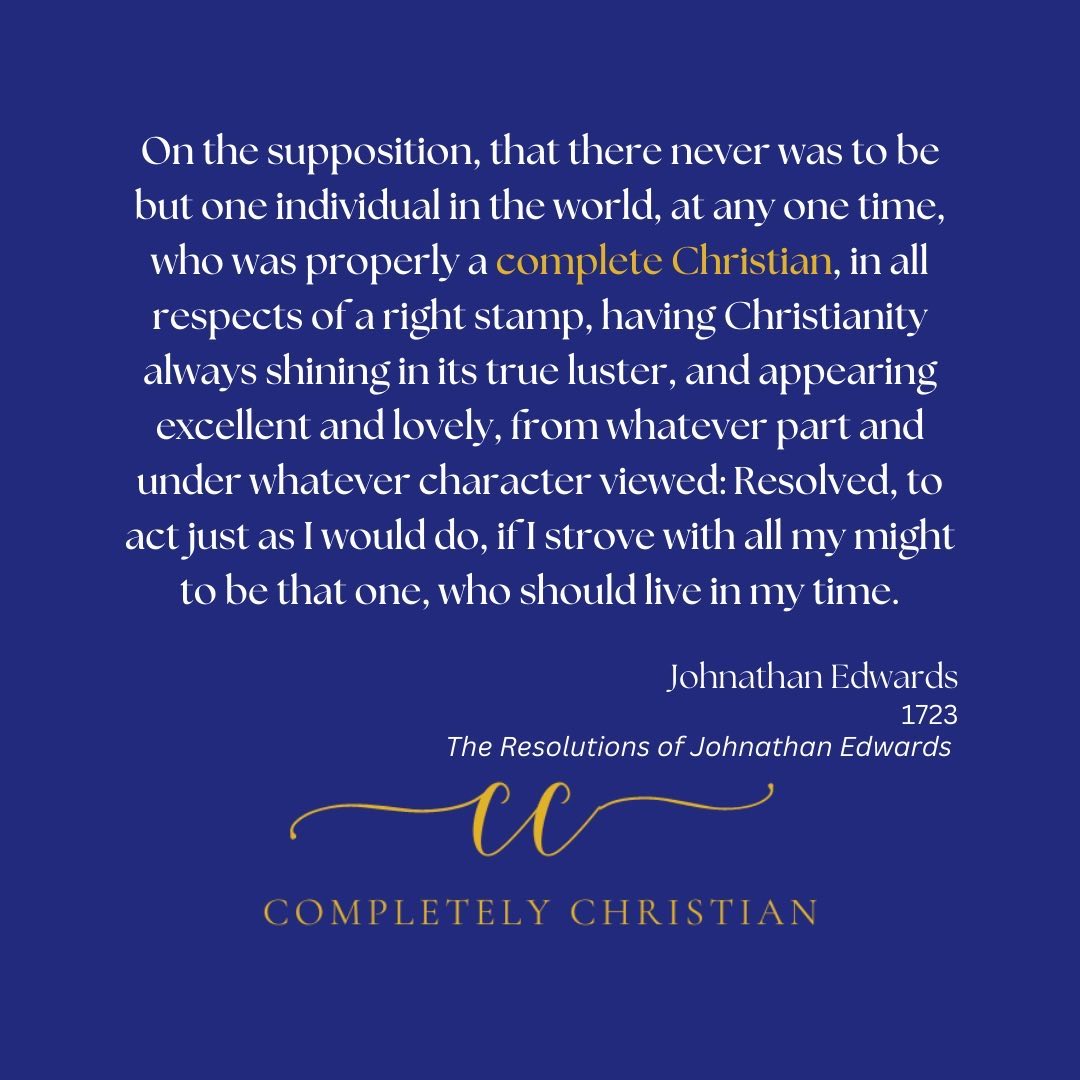 On the supposition, that there never was to be
but one individual in the world, at any one time,
who was properly a complete Christian, in all
respects of a right stamp, having Christianity
always shining in its true luster, and appearing
excellent and lovely, from whatever part and
under whatever character viewed: Resolved, to
act just as I would do, if I strove with all my might
to be that one, who should live in my time.
Johnathan Edwards
1723
The Resolutions of Johnathan Edwards
cc
COMPLETELY CHRISTIAN